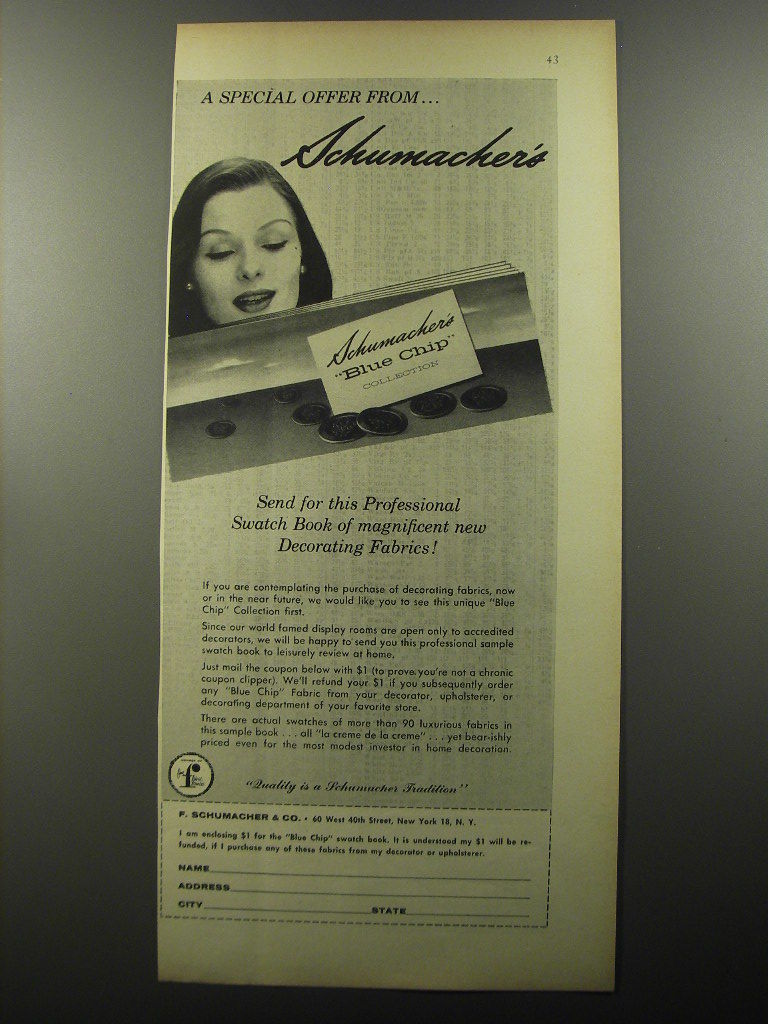 43
A SPECIAL OFFER FROM...
Schumacher's
Schumacher's
"Blue Chip"
COLLECTION
Send for this Professional
Swatch Book of magnificent new
Decorating Fabrics!
If you are contemplating the purchase of decorating fabrics, now
or in the near future, we would like you to see this unique "Blue
Chip" Collection first.
Since our world famed display rooms are open only to accredited
decorators, we will be happy to send you this professional sample
swatch book to leisurely review at home.
Just mail the coupon below with $1 (to prove you're not a chronic
coupon clipper). We'll refund your $1 if you subsequently order
any "Blue Chip" Fabric from your decorator, upholsterer, or
decorating department of your favorite store.
There are actual swatches of more than 90 luxurious fabrics in
this sample book . . . all "la creme de la creme" . . . yet bear-ishly
priced even for the most modest investor in home decoration.
f
"Quality is a Schumacher Tradition"
F. SCHUMACHER & CO. • 60 West 40th Street, New York 18, N. Y.
I am enclosing $1 for the "Blue Chip" swatch book. It is understood my $1 will be re-
funded, if I purchase any of these fabrics from my decorator or upholsterer.
NAME
ADDRESS
CITY STATE